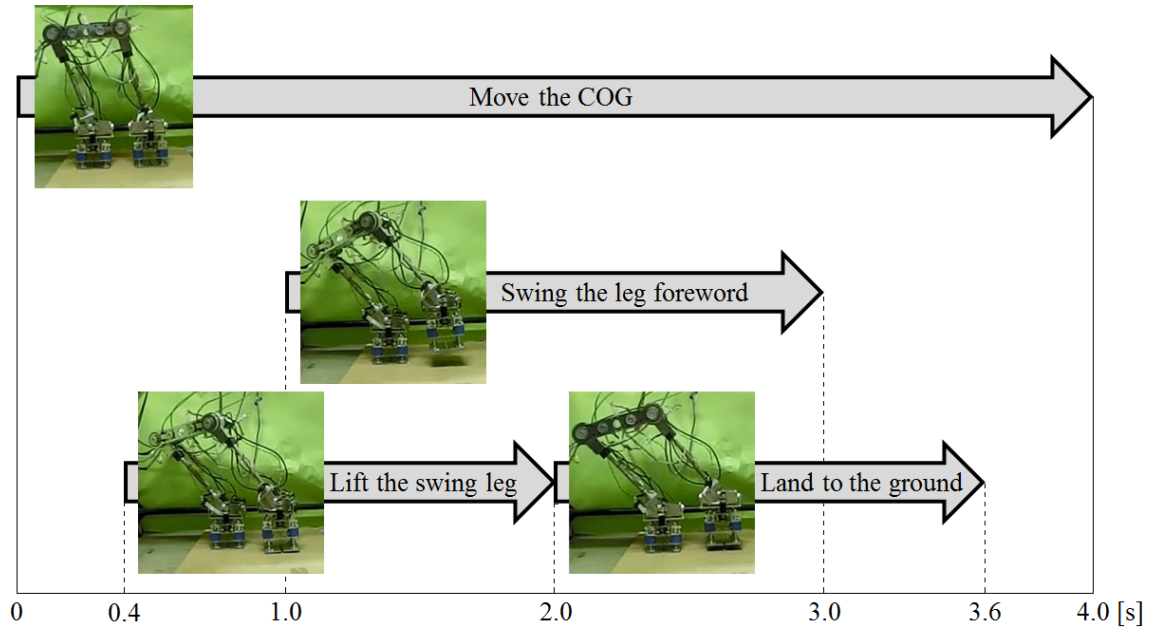 Move the COG
Swing the leg foreword
Lift the swing leg
Land to the ground
0 0.4 1.0 2.0 3.0 3.6 4.0 [s]